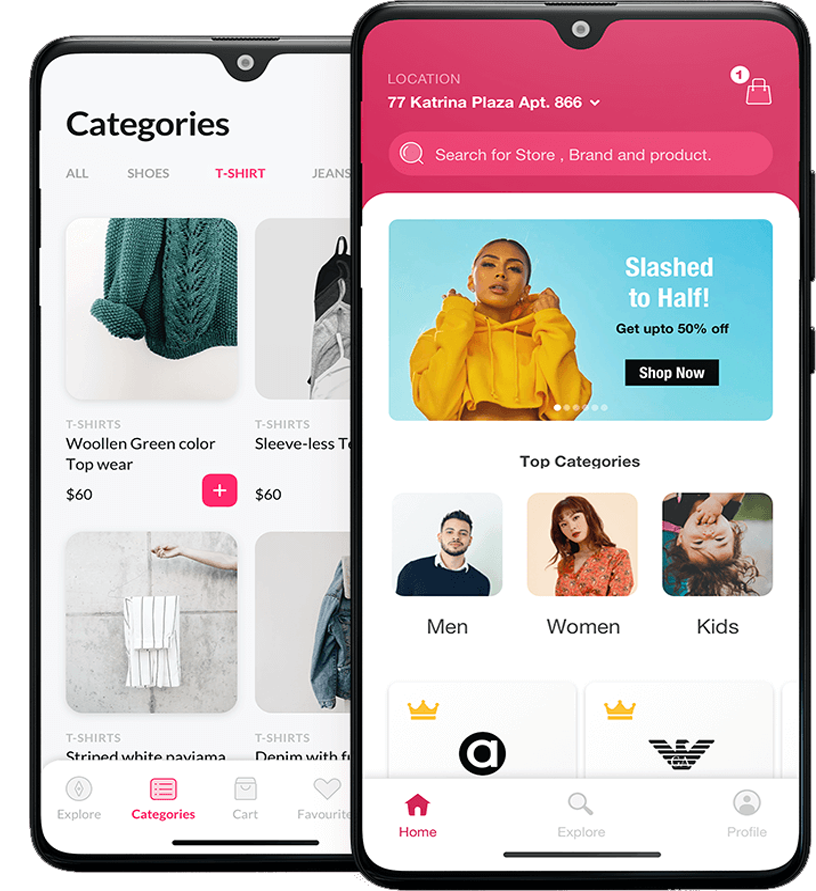 Categories
ALL SHOES T-SHIRT JEANS
T-SHIRTS
Woollen Green color
Top wear
$60
T-SHIRTS
Sleeve-less
$60
T-SHIRTS
Striped white payjama
T-SHIRTS
Denim with
Explore Categories Cart Favourite
LOCATION
77 Katrina Plaza Apt. 866
1
Search for Store , Brand and product.
Slashed
to Half!
Get upto 50% off
Shop Now
Top Categories
Men Women Kids
a
GA
Home Explore Profile